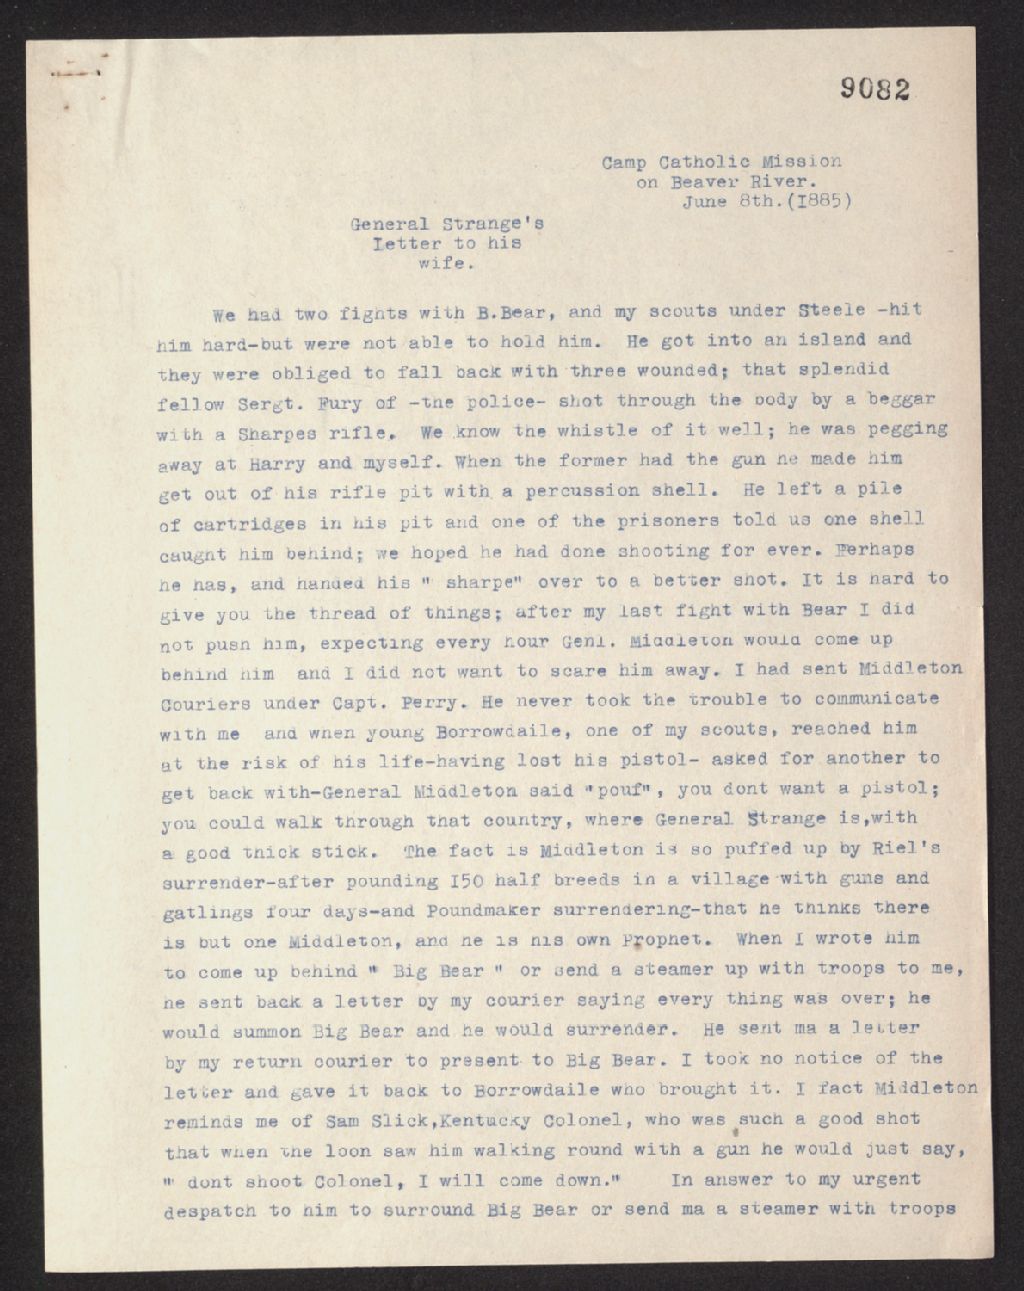 9082
Camp Catholic Mission
on Beaver River.
June 8th.(I885)
General Strange's
Letter to his
wife.
We had two fights with B.Bear, and my scouts under Steele -hit
him hard-but were not able to hold him. He got into an island and
they were obliged to fall back with three wounded; that splendid
fellow Sergt. Fury of -the police- shot through the body by a beggar
with a Sharpes rifle. We know the whistle of it well; he was pegging
away at Harry and myself. When the former had the gun he made him
get out of his rifle pit with a percussion shell. He left a pile
of cartridges in his pit and one of the prisoners told us one shell
caught him behind; we hoped he had done shooting for ever. Perhaps
he has, and handed his " sharpe" over to a better shot. It is hard to
give you the thread of things; after my last fight with Bear I did
not push him, expecting every hour Genl. Middleton would come up
behind him and I did not want to scare him away. I had sent Middleton
Couriers under Capt. Perry. He never took the trouble to communicate
with me and when young Borrowdaile, one of my scouts, reached him
at the risk of his life-having lost his pistol- asked for another to
get back with-General Middleton said "pouf", you dont want a pistol;
you could walk through that country, where General Strange is,with
a good thick stick. The fact is Middleton is so puffed up by Riel's
surrender-after pounding I50 half breeds in a village with guns and
gatlings four days-and Poundmaker surrendering-that he thinks there
is but one Middleton, and he is his own Prophet. When I wrote him
to come up behind " Big Bear " or send a steamer up with troops to me,
he sent back a letter by my courier saying every thing was over; he
would summon Big Bear and he would surrender. He sent ma a letter
by my return courier to present to Big Bear. I took no notice of the
letter and gave it back to Borrowdaile who brought it. I fact Middleton
reminds me of Sam Slick,Kentucky Colonel, who was such a good shot
that when the loon saw him walking round with a gun he would just say,
" dont shoot Colonel, I will come down." In answer to my urgent
despatch to him to surround Big Bear or send ma a steamer with troops